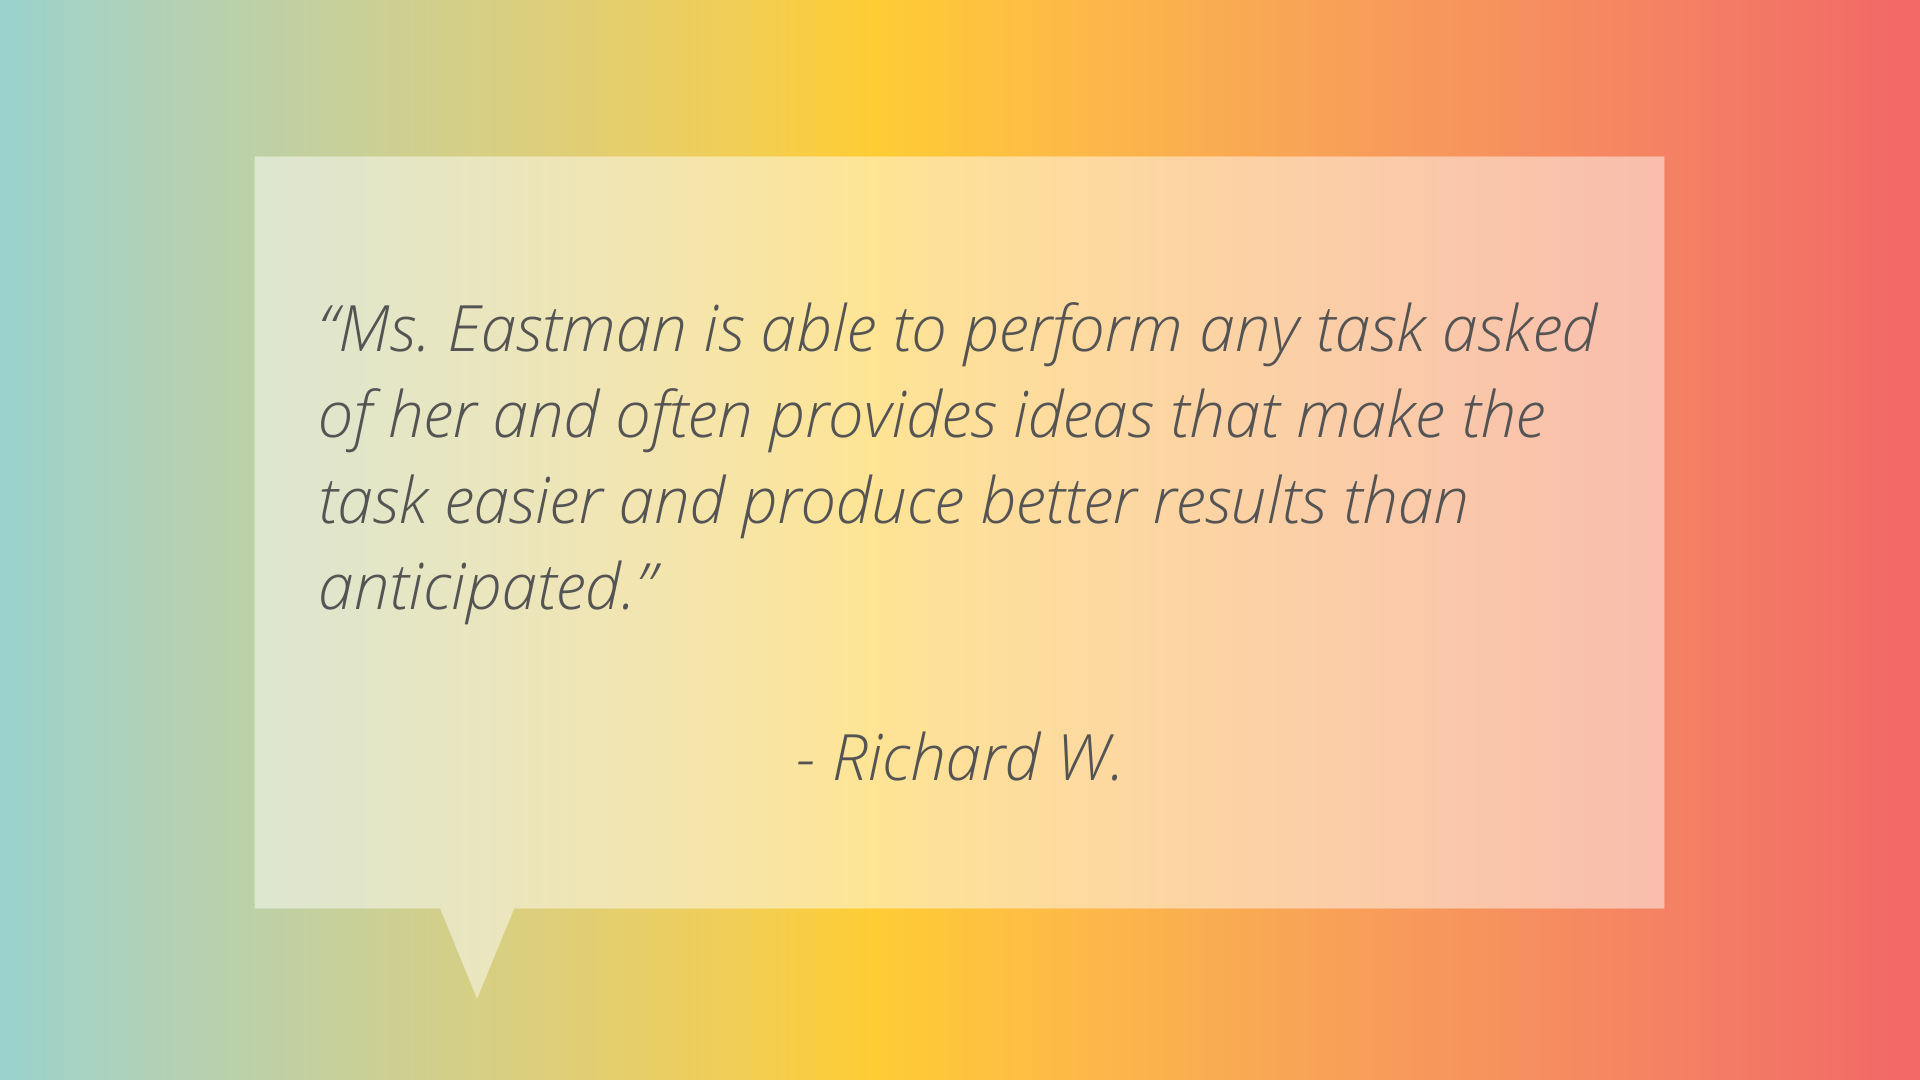 “Ms. Eastman is able to perform any task asked
of her and often provides ideas that make the
task easier and produce better results than
anticipated.”
- Richard W.